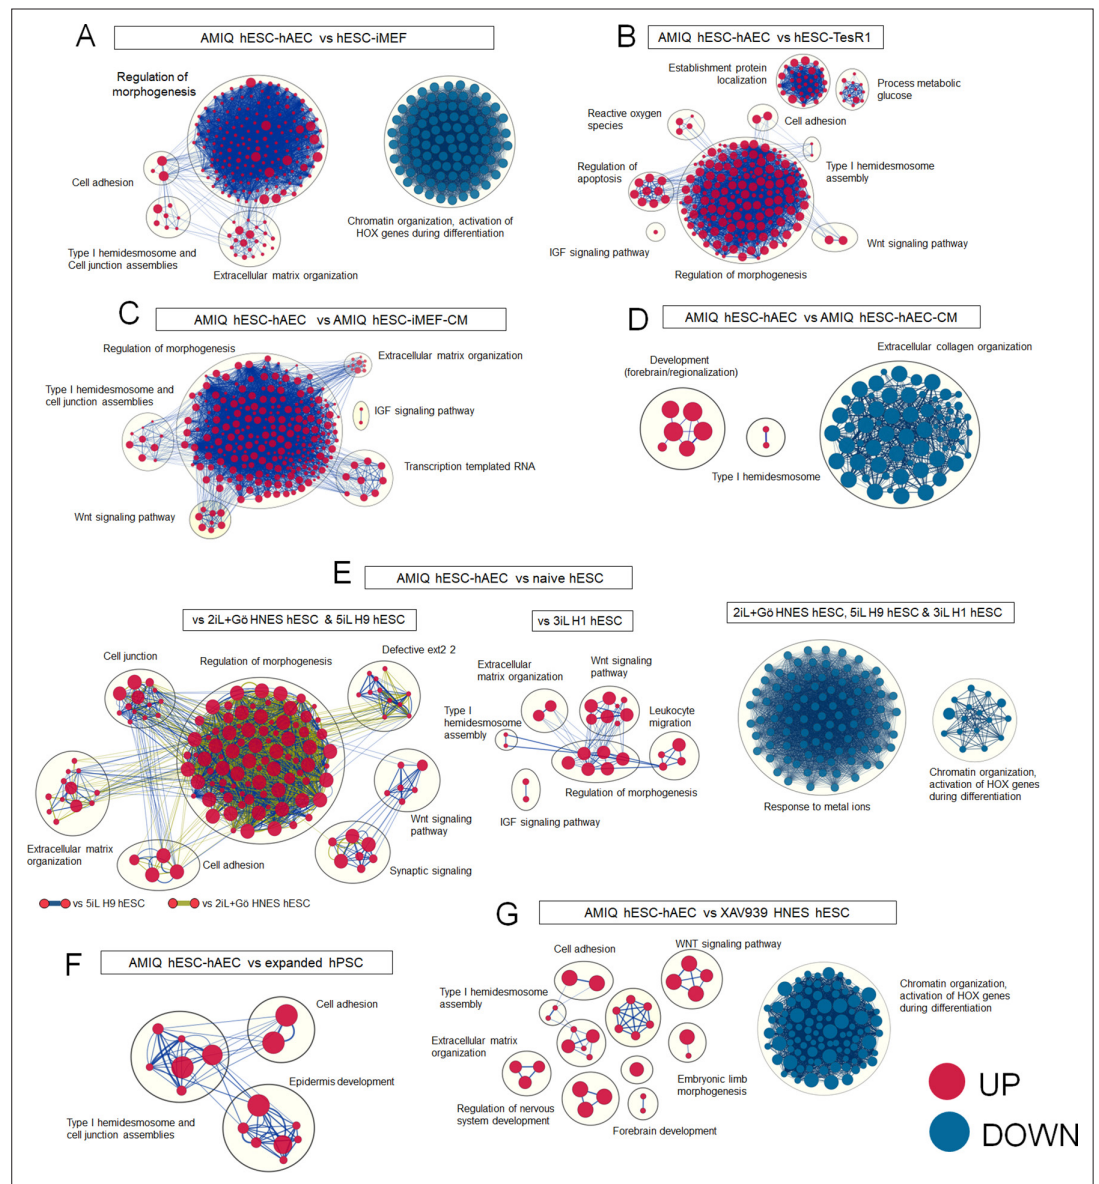 A
AMIQ hESC-hAEC vs hESC-iMEF
Regulation of
morphogenesis
Cell adhesion
Type I hemidesmosome and
Cell junction assemblies
Extracellular matrix organization
Chromatin organization, activation of
HOX genes during differentiation
B
AMIQ hESC-hAEC vs hESC-TesR1
Establishment protein
localization
Process metabolic
glucose
Reactive oxygen
species
Cell adhesion
Regulation of
apoptosis
Type I hemidesmosome
assembly
IGF signaling pathway
Wnt signaling pathway
Regulation of morphogenesis
C
AMIQ hESC-hAEC vs AMIQ hESC-iMEF-CM
Regulation of morphogenesis
Extracellular matrix organization
Type I hemidesmosome and
cell junction assemblies
IGF signaling pathway
Transcription templated RNA
Wnt signaling pathway
D
AMIQ hESC-hAEC vs AMIQ hESC-hAEC-CM
Extracellular collagen organization
Development
(forebrain/regionalization)
Type I hemidesmosome
E
AMIQ hESC-hAEC vs naive hESC
vs 2iL+Gö HNES hESC & 5iL H9 hESC
Cell junction
Regulation of morphogenesis
Defective ext2 2
Extracellular matrix
organization
Cell adhesion
Wnt signaling
pathway
Synaptic signaling
vs 5iL H9 hESC
vs 2iL+Gö HNES hESC
vs 3iL H1 hESC
Extracellular
matrix organization
Wnt signaling
pathway
Type I
hemidesmosome
assembly
Leukocyte
migration
Regulation of morphogenesis
IGF signaling pathway
2iL+Gö HNES hESC, 5iL H9 hESC & 3iL H1 hESC
Response to metal ions
Chromatin organization,
activation of HOX genes
during differentiation
F
AMIQ hESC-hAEC vs expanded hPSC
Cell adhesion
Epidermis development
Type I hemidesmosome and
cell junction assemblies
G
AMIQ hESC-hAEC vs XAV939 HNES hESC
Cell adhesion
WNT signaling pathway
Type I hemidesmosome
assembly
Extracellular matrix
organization
Regulation of nervous
system development
Embryonic limb
morphogenesis
Forebrain development
Chromatin organization,
activation of HOX genes
during differentiation
UP
DOWN